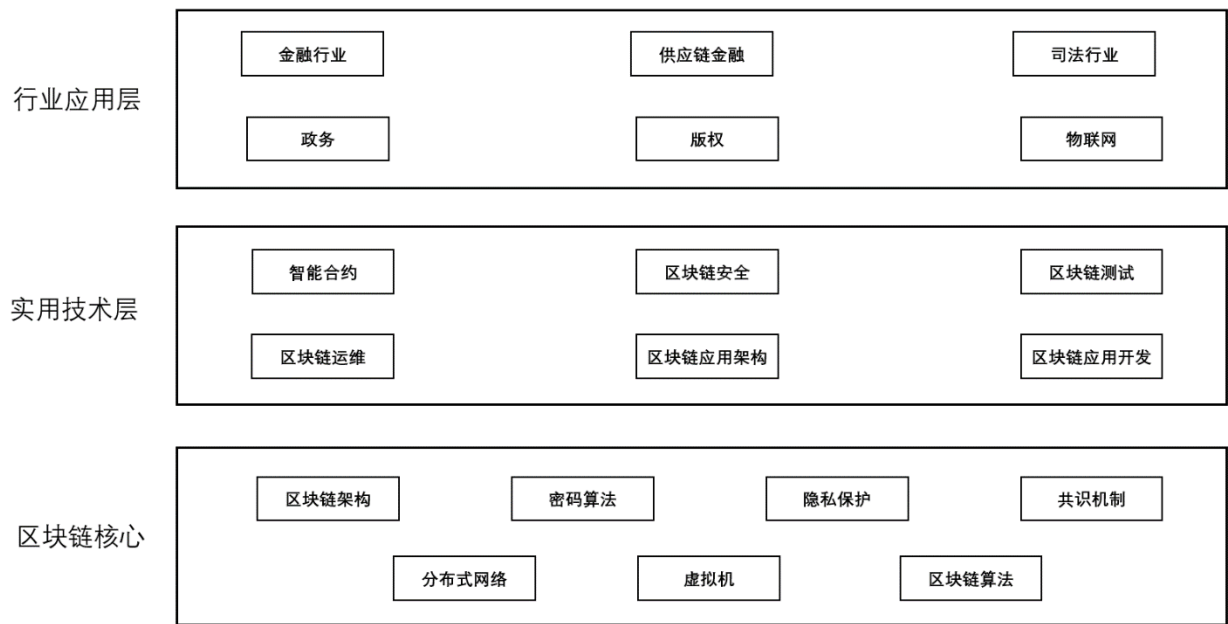 行业应用层
金融行业
供应链金融
司法行业
政务
版权
物联网
实用技术层
智能合约
区块链安全
区块链测试
区块链运维
区块链应用架构
区块链应用开发
区块链核心
区块链架构
密码算法
隐私保护
共识机制
分布式网络
虚拟机
区块链算法